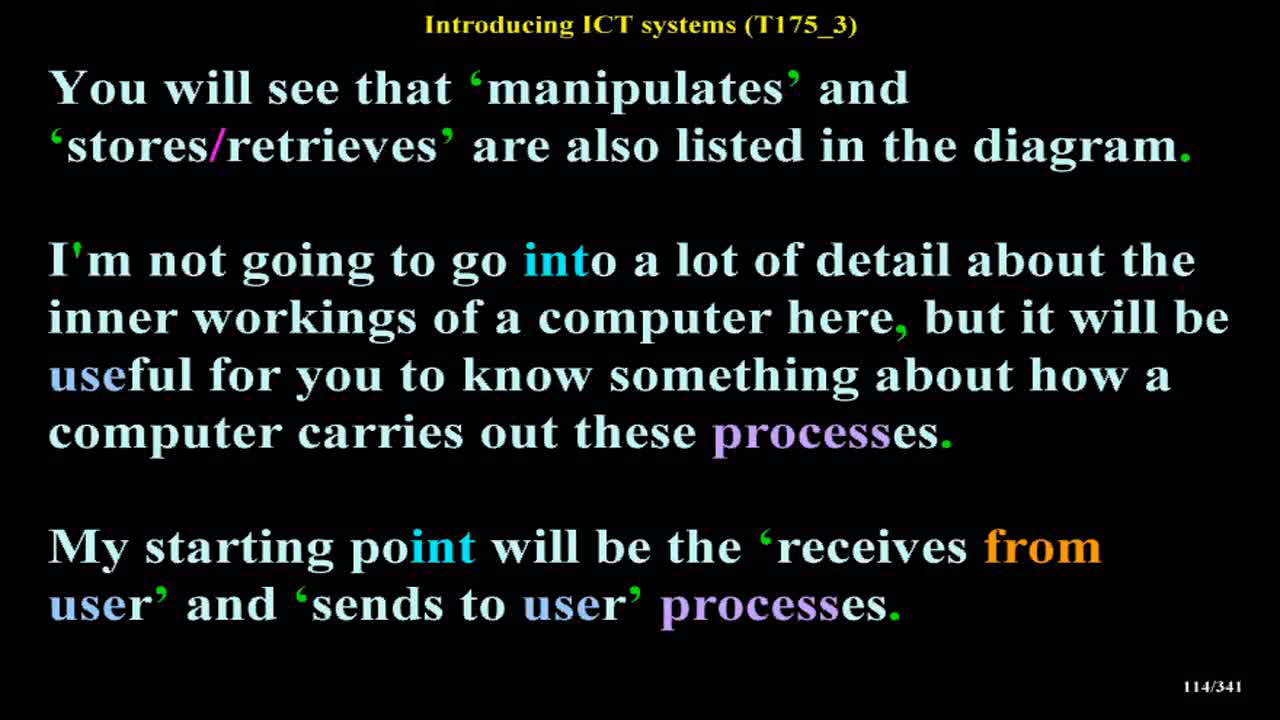 Introducing ICT systems (T175_3)
You will see that ‘manipulates’ and
‘stores/retrieves’ are also listed in the diagram.
I'm not going to go into a lot of detail about the
inner workings of a computer here, but it will be
useful for you to know something about how a
computer carries out these processes.
My starting point will be the ‘receives from
user’ and ‘sends to user’ processes.
114/341